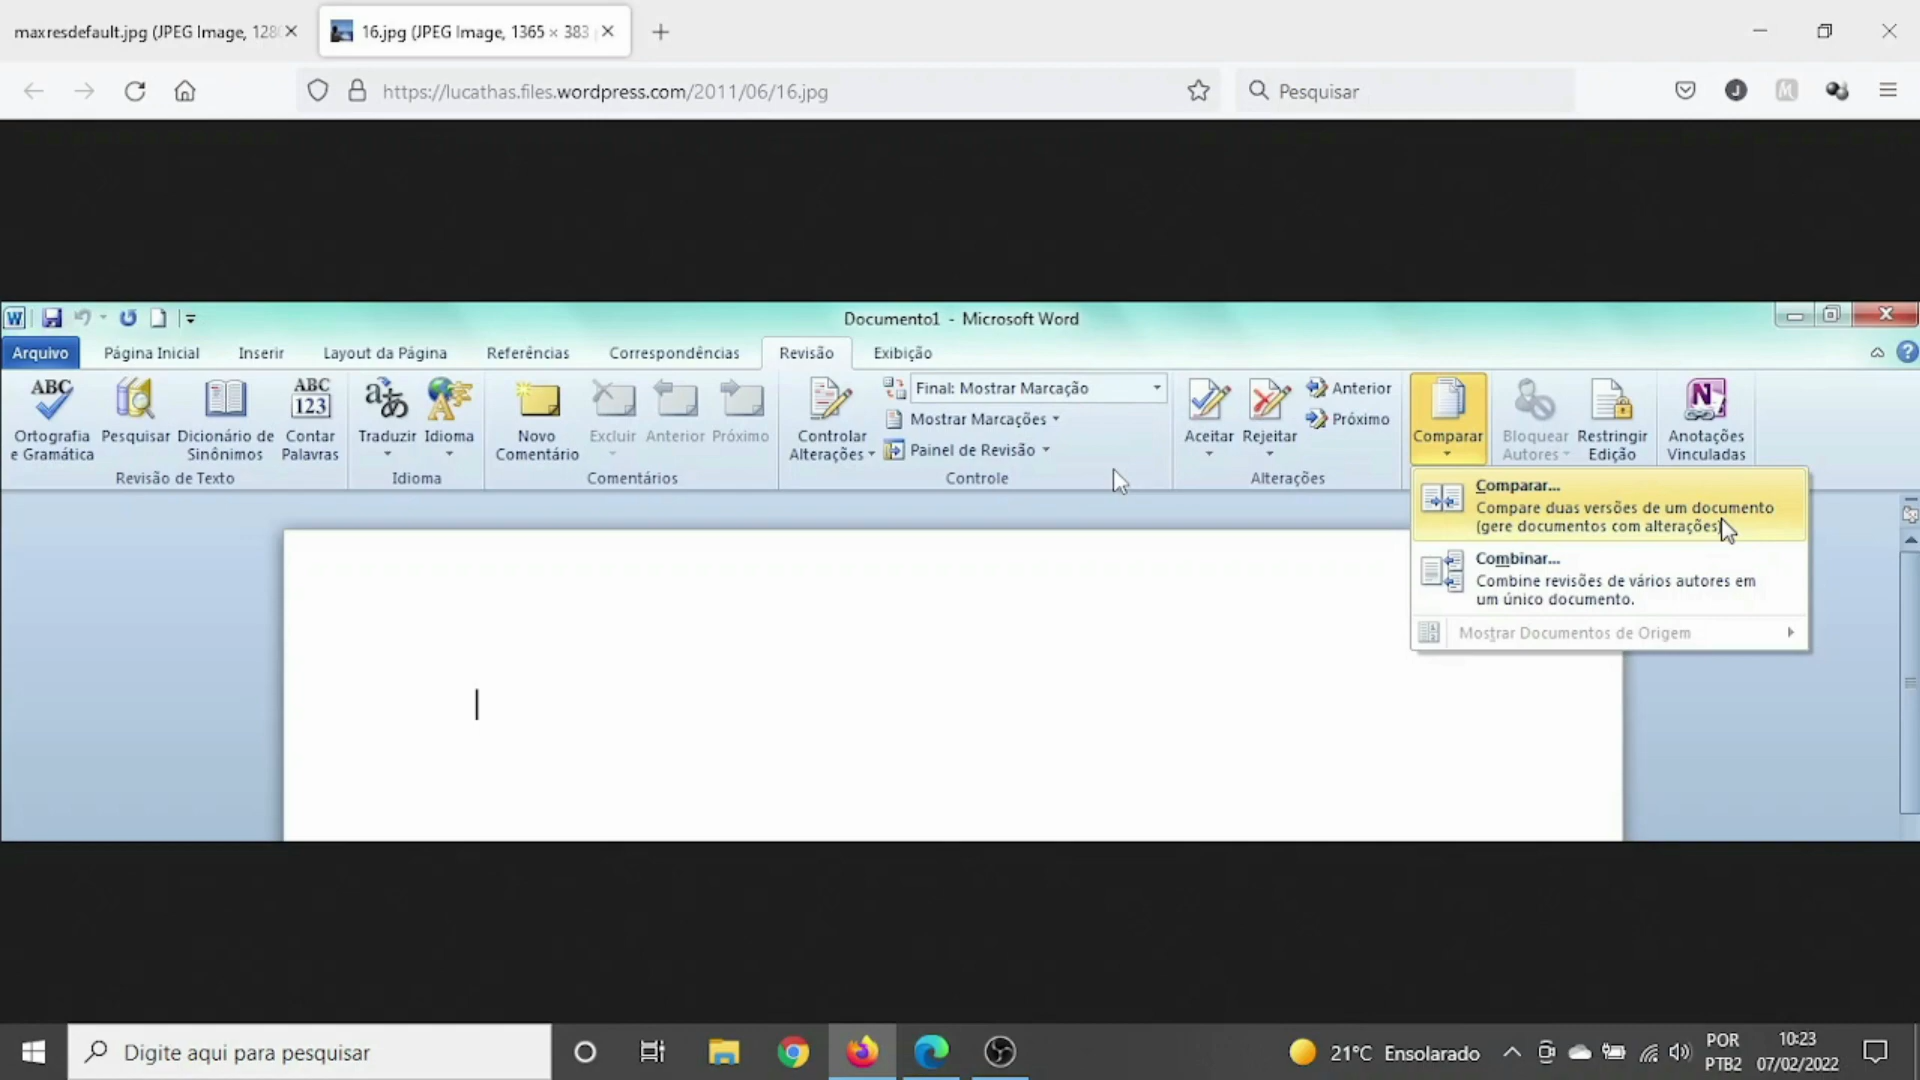 maxresdefault.jpg (JPEG Image, 128
16.jpg (JPEG Image, 1365 × 383
https://lucathas.files.wordpress.com/2011/06/16.jpg
Pesquisar
J
M
W
Documento1 - Microsoft Word
Arquivo
Página Inicial
Inserir
Layout da Página
Referências
Correspondências
Revisão
Exibição
ABC
Ortografia
e Gramática
Pesquisar
Dicionário de
Sinônimos
ABC
123
Contar
Palavras
Revisão de Texto
Traduzir
Idioma
Idioma
Novo
Comentário
Excluir
Anterior
Próximo
Comentários
Controlar
Alterações
Final: Mostrar Marcação
Mostrar Marcações
Painel de Revisão
Controle
Aceitar
Rejeitar
Anterior
Próximo
Alterações
Comparar
Bloquear
Autores
Restringir
Edição
N
Anotações
Vinculadas
Comparar...
Compare duas versões de um documento
(gere documentos com alterações)
Combinar...
Combine revisões de vários autores em
um único documento.
Mostrar Documentos de Origem
Digite aqui para pesquisar
21°C Ensolarado
POR
PTB2
10:23
07/02/2022